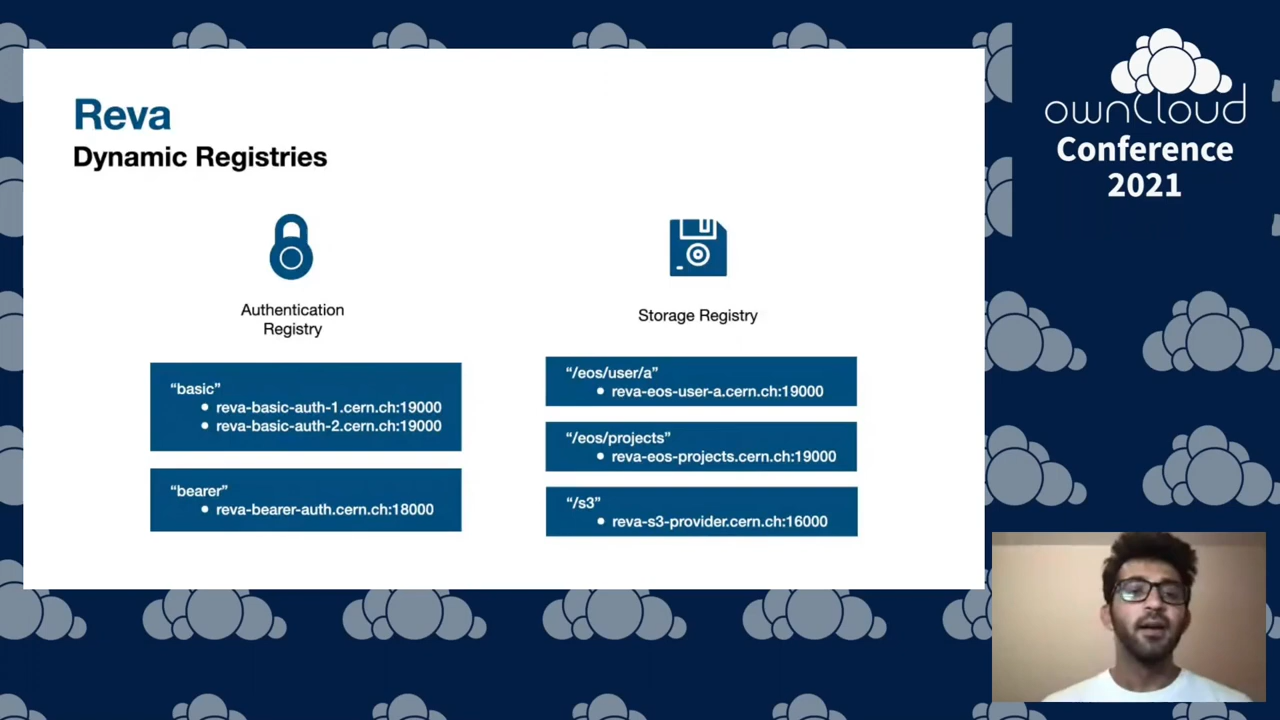 Reva
Dynamic Registries
Authentication
Registry
“basic”
• reva-basic-auth-1.cern.ch:19000
• reva-basic-auth-2.cern.ch:19000
“bearer”
• reva-bearer-auth.cern.ch:18000
Storage Registry
“/eos/user/a”
• reva-eos-user-a.cern.ch:19000
“/eos/projects”
• reva-eos-projects.cern.ch:19000
“/s3”
• reva-s3-provider.cern.ch:16000
ownCloud
Conference
2021